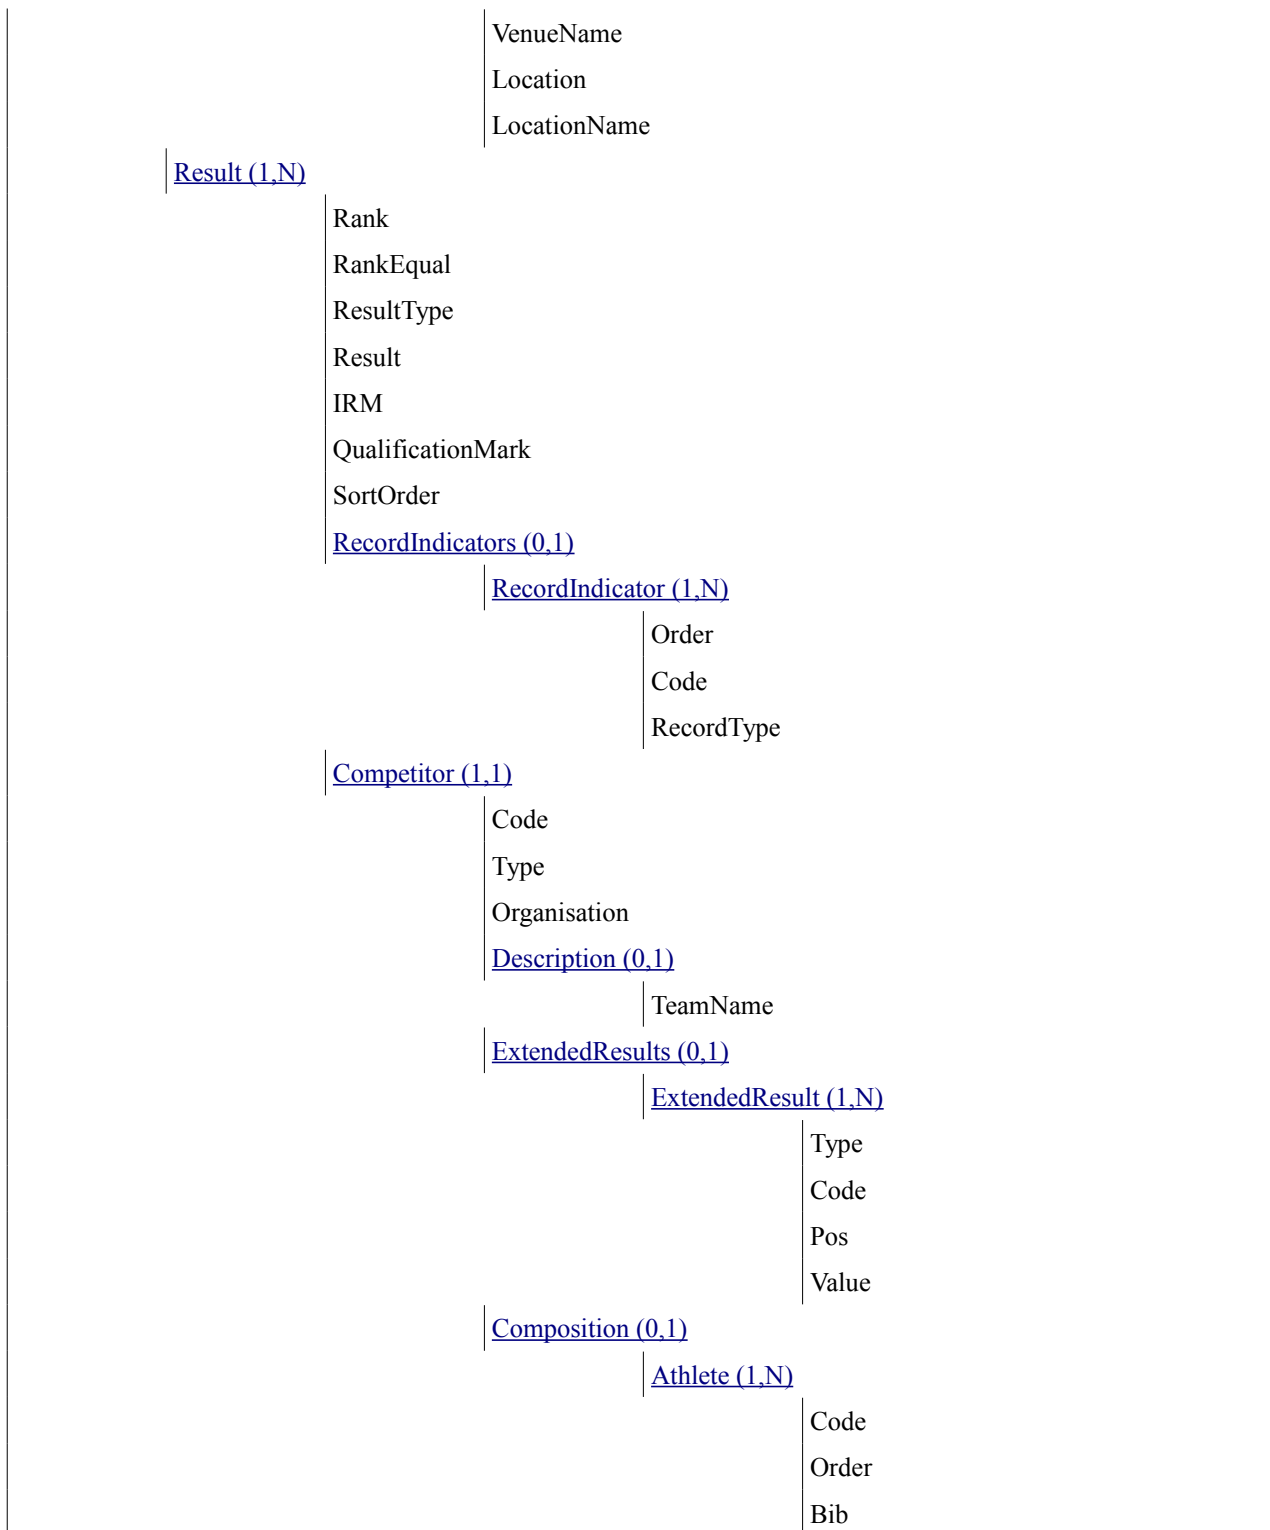 VenueName
Location
LocationName
Result (1,N)
Rank
RankEqual
ResultType
Result
IRM
QualificationMark
SortOrder
RecordIndicators (0,1)
RecordIndicator (1,N)
Order
Code
RecordType
Competitor (1,1)
Code
Type
Organisation
Description (0,1)
TeamName
ExtendedResults (0,1)
ExtendedResult (1,N)
Type
Code
Pos
Value
Composition (0,1)
Athlete (1,N)
Code
Order
Bib